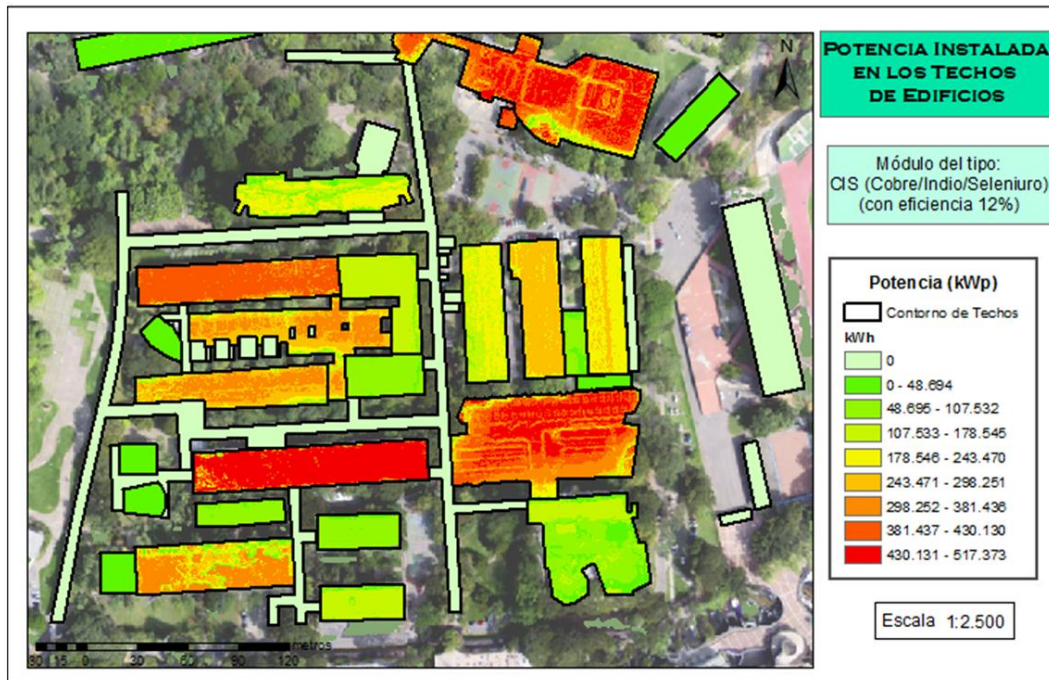 POTENCIA INSTALADA
EN LOS TECHOS
DE EDIFICIOS
N
Módulo del tipo:
CIS (Cobre/Indio/Seleniuro)
(con eficiencia 12%)
Potencia (kWp)
Contorno de Techos
kWh
0
0 - 48.694
48.695 - 107.532
107.533 - 178.545
178.546 - 243.470
243.471 - 298.251
298.252 - 381.436
381.437 - 430.130
430.131 - 517.373
Escala 1:2.500
metros
30 15 0 30 60 90 120